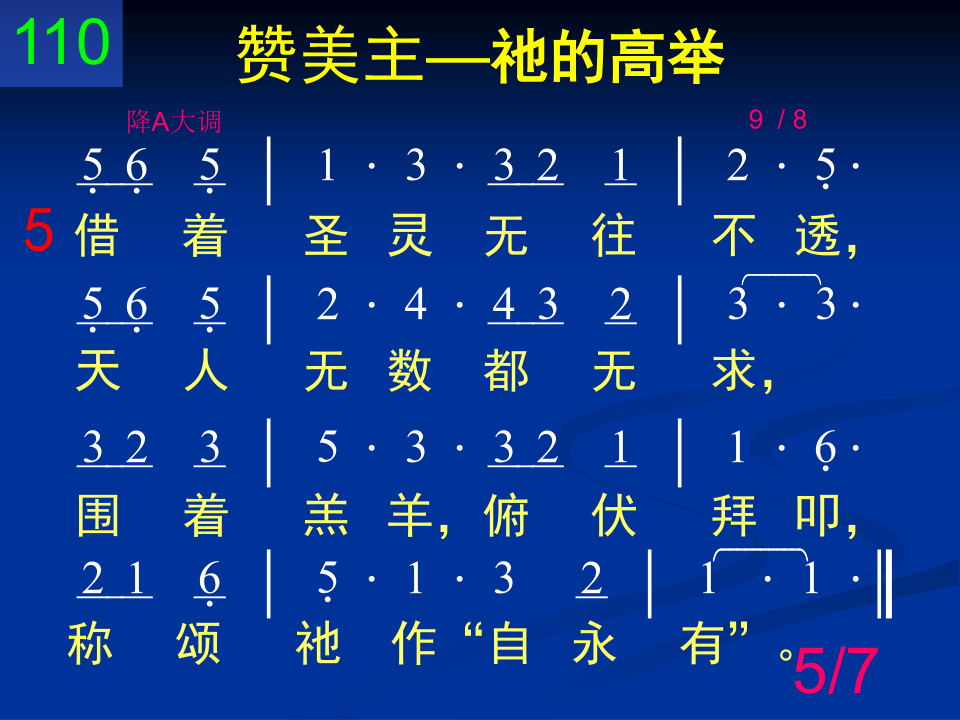 110
赞美主—祂的高举
降A大调 9 / 8
5 6 5 | 1 · 3 · 3 2 1 | 2 · 5 ·
5 借 着 圣 灵 无 往 不 透，
5 6 5 | 2 · 4 · 4 3 2 | 3 · 3 ·
天 人 无 数 都 无 求，
3 2 3 | 5 · 3 · 3 2 1 | 1 · 6 ·
围 着 羔 羊，俯 伏 拜 叩，
2 1 6 | 5 · 1 · 3 2 | 1 · 1 · ‖
称 颂 祂 作 “自 永 有”。
5/7